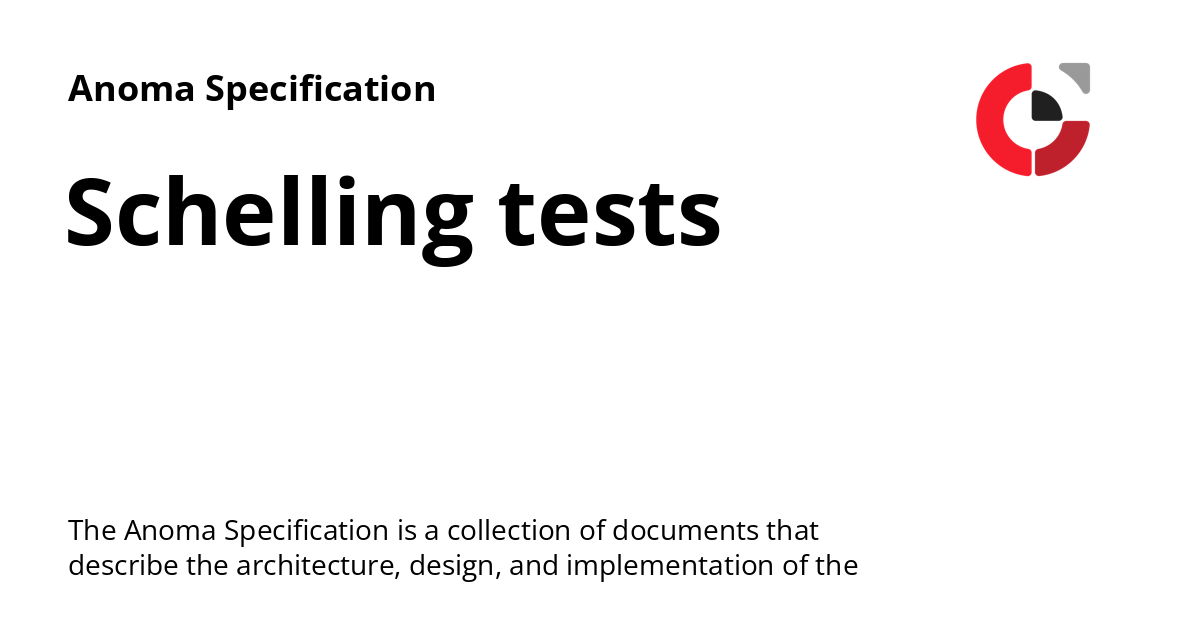 Anoma Specification
Schelling tests
The Anoma Specification is a collection of documents that
describe the architecture, design, and implementation of the